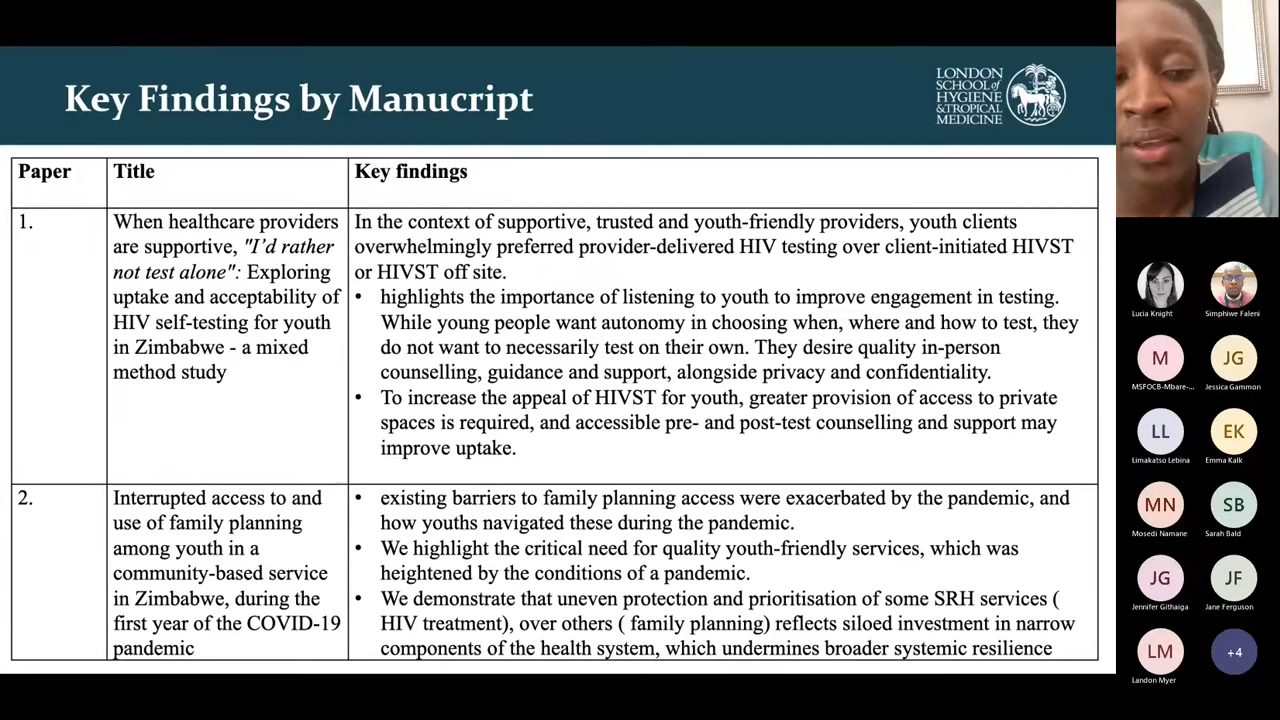 Key Findings by Manucript
LONDON
SCHOOL of
HYGIENE
& TROPICAL
MEDICINE
Paper
Title
Key findings
1.
When healthcare providers
are supportive, "I'd rather
not test alone": Exploring
uptake and acceptability of
HIV self-testing for youth
in Zimbabwe - a mixed
method study
In the context of supportive, trusted and youth-friendly providers, youth clients
overwhelmingly preferred provider-delivered HIV testing over client-initiated HIVST
or HIVST off site.
• highlights the importance of listening to youth to improve engagement in testing.
While young people want autonomy in choosing when, where and how to test, they
do not want to necessarily test on their own. They desire quality in-person
counselling, guidance and support, alongside privacy and confidentiality.
• To increase the appeal of HIVST for youth, greater provision of access to private
spaces is required, and accessible pre- and post-test counselling and support may
improve uptake.
2.
Interrupted access to and
use of family planning
among youth in a
community-based service
in Zimbabwe, during the
first year of the COVID-19
pandemic
• existing barriers to family planning access were exacerbated by the pandemic, and
how youths navigated these during the pandemic.
• We highlight the critical need for quality youth-friendly services, which was
heightened by the conditions of a pandemic.
• We demonstrate that uneven protection and prioritisation of some SRH services (
HIV treatment), over others ( family planning) reflects siloed investment in narrow
components of the health system, which undermines broader systemic resilience
Lucia Knight
Simphiwe Faleni
M
JG
MSFOCB-Mbare-...
Jessica Gammon
LL
EK
Limakatso Lebina
Emma Kalk
MN
SB
Mosedi Namane
Sarah Bald
JG
JF
Jennifer Githaiga
Jane Ferguson
LM
+4
Landon Myer